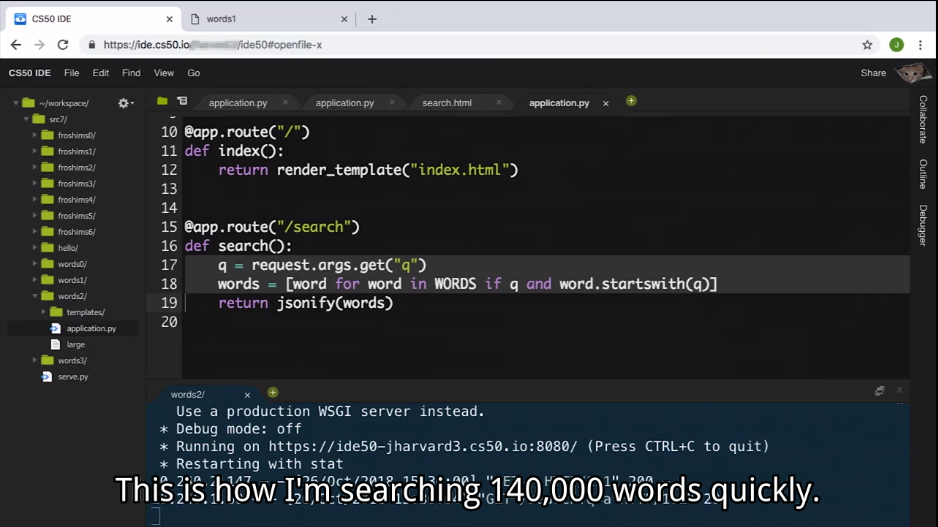 CS50 IDE
words1
https://ide.cs50.io
/ide50#openfile-x
J
CS50 IDE File Edit Find View Go Share
~/workspace/
src7/
froshims0/
froshims1/
froshims2/
froshims3/
froshims4/
froshims5/
froshims6/
hello/
words0/
words1/
words2/
templates/
application.py
large
words3/
serve.py
application.py application.py search.html application.py
10 @app.route("/")
11 def index():
12 return render_template("index.html")
13
14
15 @app.route("/search")
16 def search():
17 q = request.args.get("q")
18 words = [word for word in WORDS if q and word.startswith(q)]
19 return jsonify(words)
20
Collaborate
Outline
Debugger
words2/
Use a production WSGI server instead.
* Debug mode: off
* Running on https://ide50-jharvard3.cs50.io:8080/ (Press CTRL+C to quit)
* Restarting with stat
This is how I'm searching 140,000 words quickly.